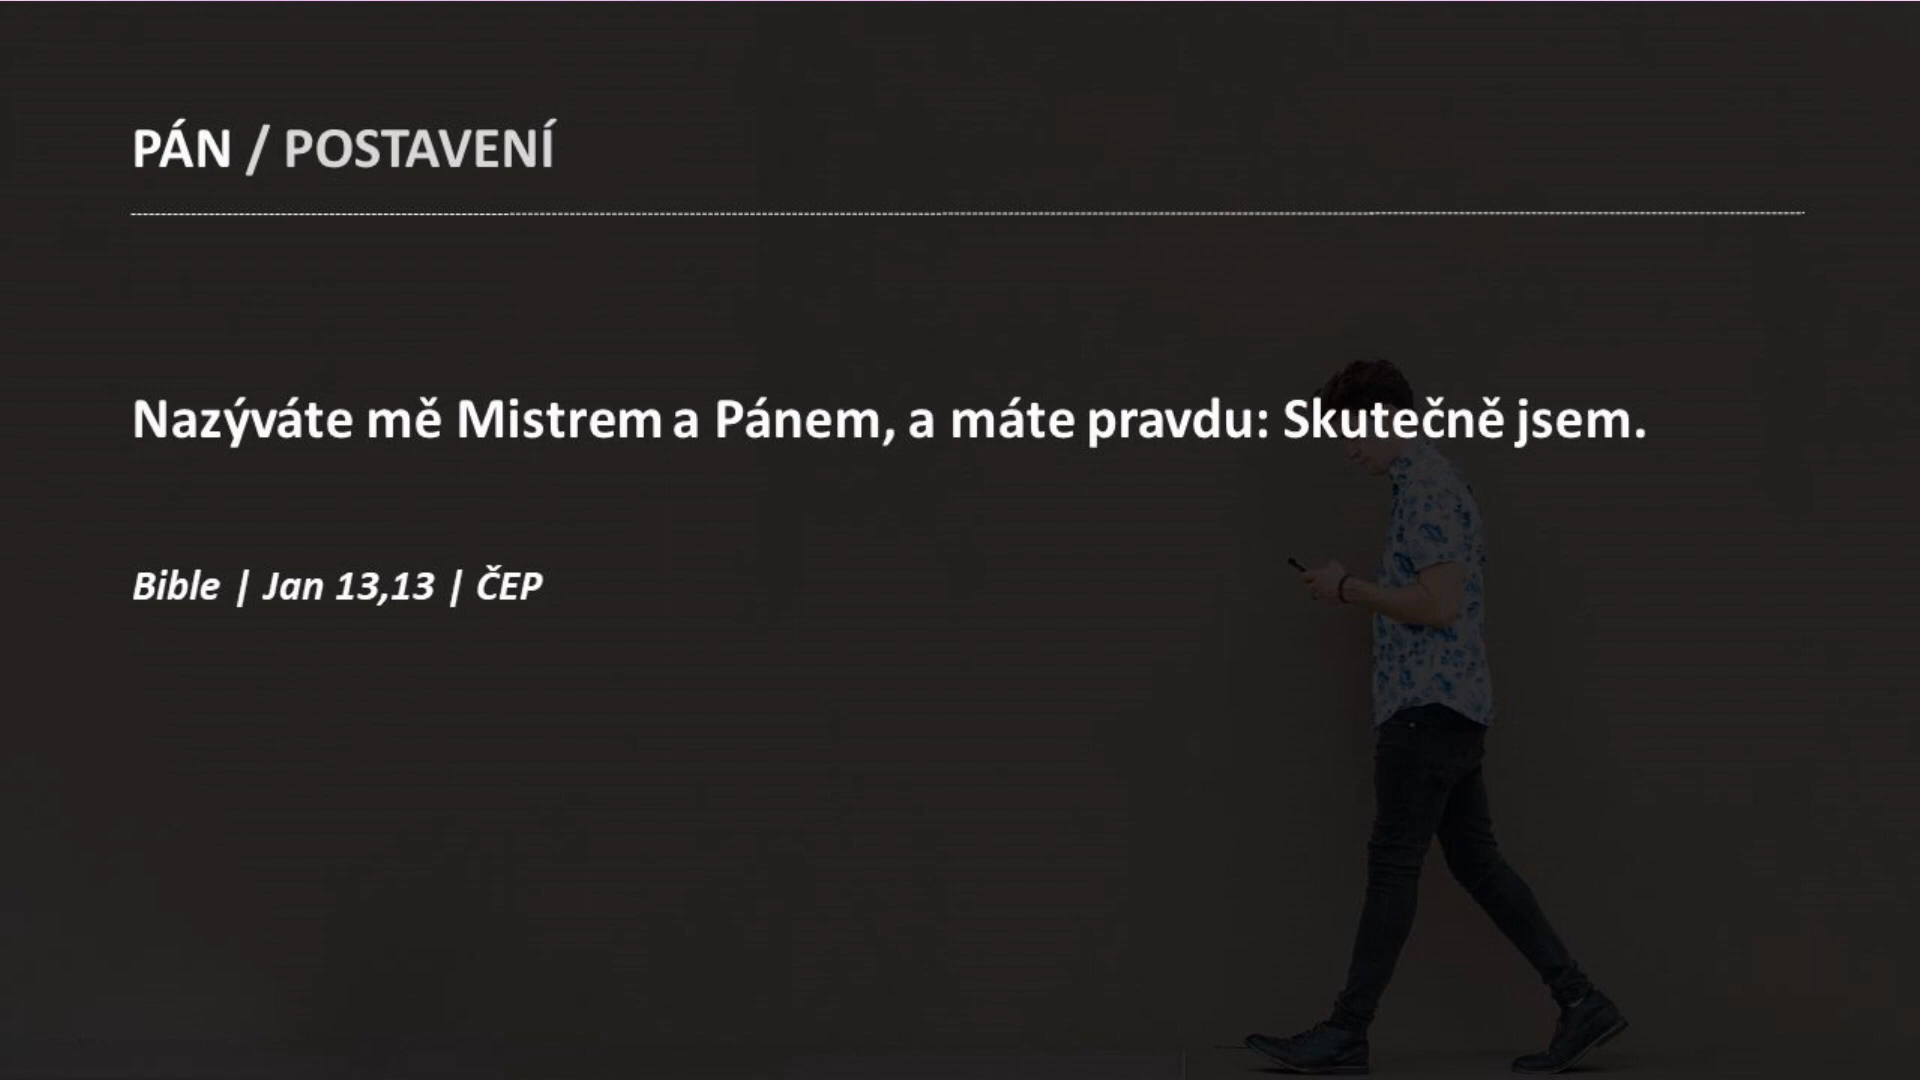 PÁN / POSTAVENÍ
Nazýváte mě Mistrem a Pánem, a máte pravdu: Skutečně jsem.
Bible | Jan 13,13 | ČEP